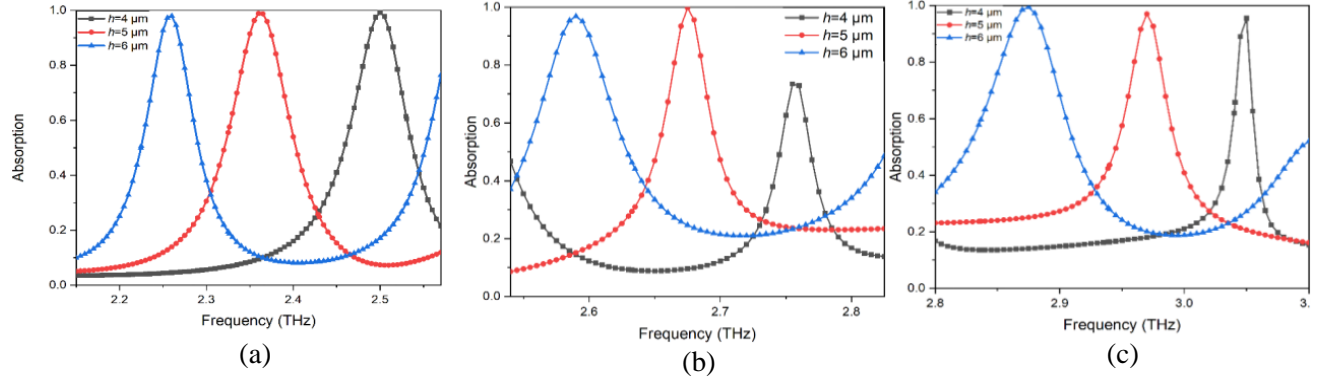 1.0
0.8
0.6
0.4
0.2
0.0
Absorption
h=4 µm
h=5 µm
h=6 µm
2.2 2.3 2.4 2.5
Frequency (THz)
(a)
1.0
0.8
0.6
0.4
0.2
0.0
Absorption
h=4 µm
h=5 µm
h=6 µm
2.6 2.7 2.8
Frequency (THz)
(b)
1.0
0.8
0.6
0.4
0.2
0.0
Absorption
h=4 µm
h=5 µm
h=6 µm
2.8 2.9 3.0 3.
Frequency (THz)
(c)